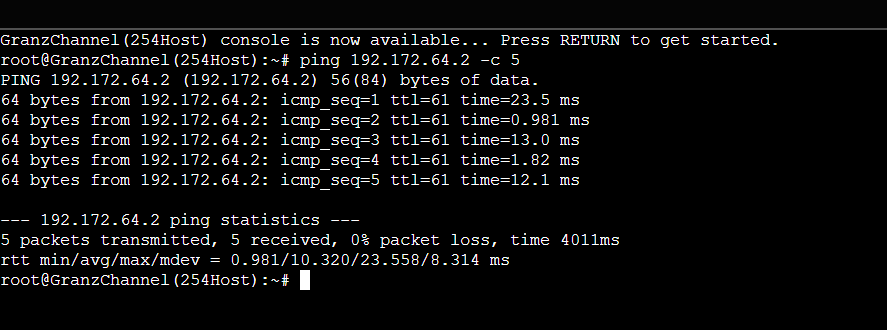 GranzChannel(254Host) console is now available... Press RETURN to get started.
root@GranzChannel(254Host):~# ping 192.172.64.2 -c 5
PING 192.172.64.2 (192.172.64.2) 56(84) bytes of data.
64 bytes from 192.172.64.2: icmp_seq=1 ttl=61 time=23.5 ms
64 bytes from 192.172.64.2: icmp_seq=2 ttl=61 time=0.981 ms
64 bytes from 192.172.64.2: icmp_seq=3 ttl=61 time=13.0 ms
64 bytes from 192.172.64.2: icmp_seq=4 ttl=61 time=1.82 ms
64 bytes from 192.172.64.2: icmp_seq=5 ttl=61 time=12.1 ms
--- 192.172.64.2 ping statistics ---
5 packets transmitted, 5 received, 0% packet loss, time 4011ms
rtt min/avg/max/mdev = 0.981/10.320/23.558/8.314 ms
root@GranzChannel(254Host):~#